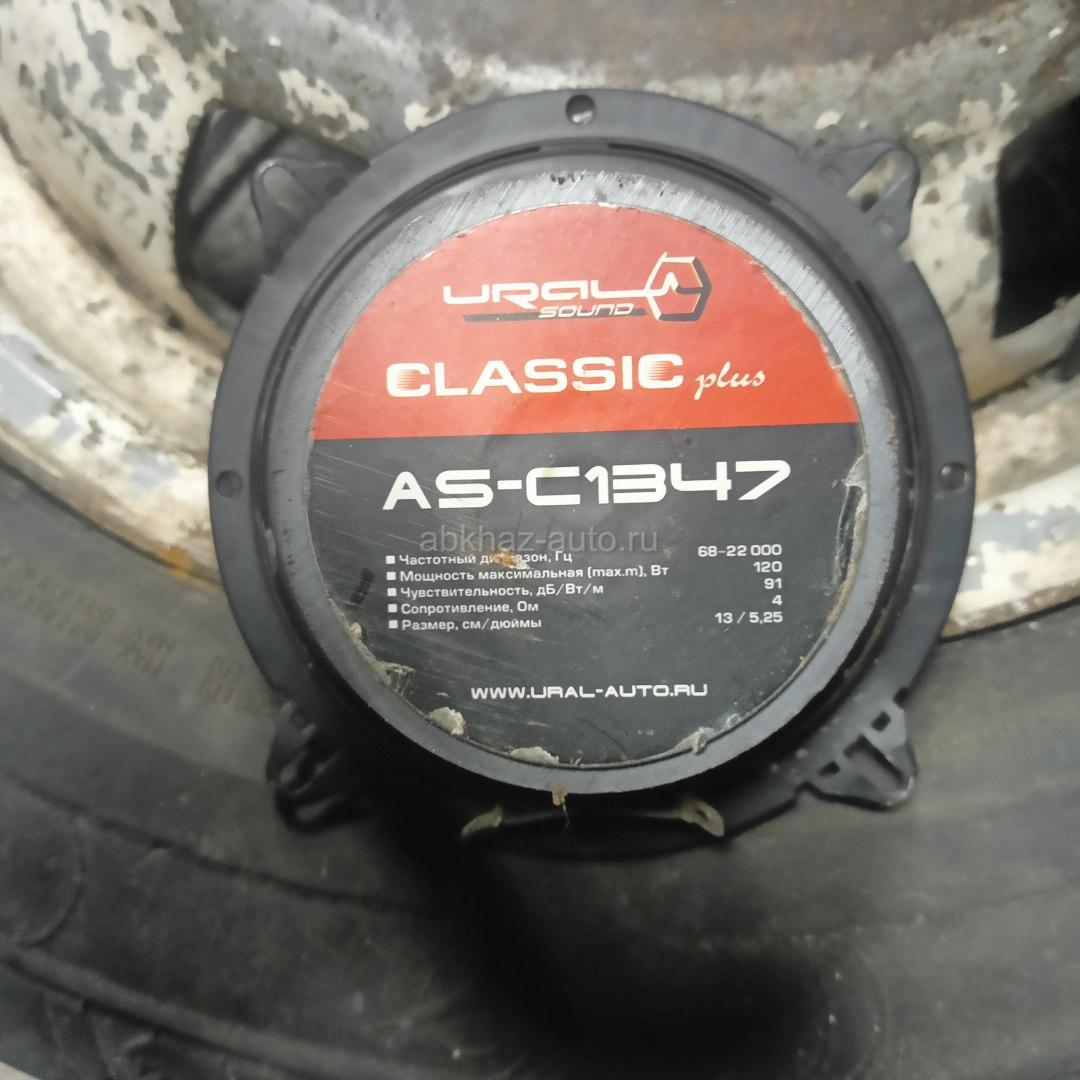 URAL
SOUND
CLASSIC plus
AS-C1347
abkhaz-auto.ru
Частотный диапазон, Гц 68-22 000
Мощность максимальная (max.m), Вт 120
Чувствительность, дБ/Вт/м 91
Сопротивление, Ом 4
Размер, см/дюймы 13 / 5,25
WWW.URAL-AUTO.RU